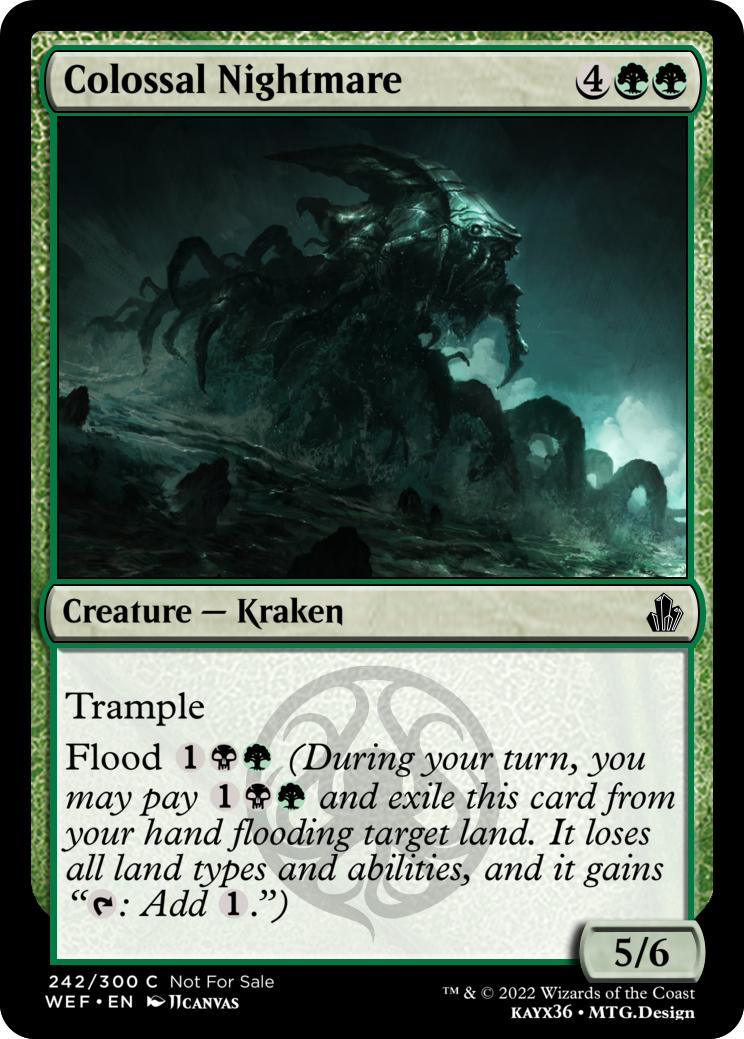 Colossal Nightmare 4
Creature — Kraken
Trample
Flood 1 (During your turn, you
may pay 1 and exile this card from
your hand flooding target land. It loses
all land types and abilities, and it gains
“: Add 1.”)
5/6
242/300 C Not For Sale
WEF • EN JJCANVAS
™ & © 2022 Wizards of the Coast
KAYX36 • MTG.Design